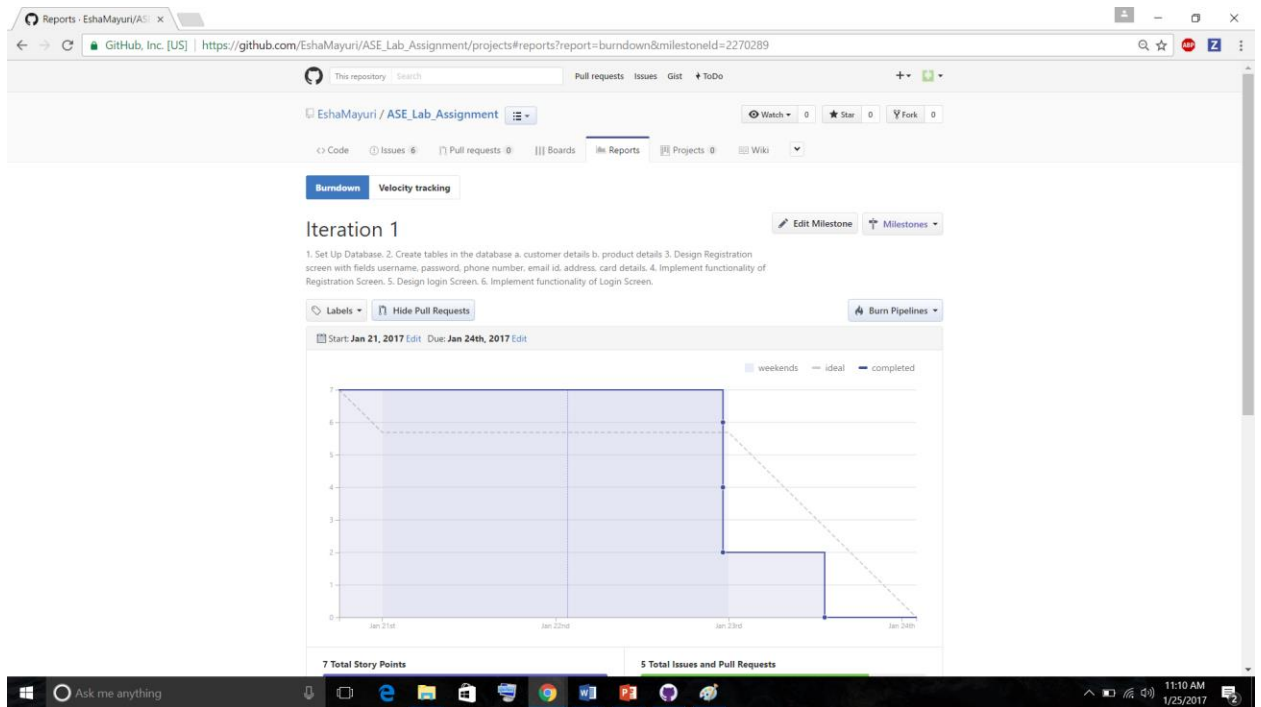 Reports · EshaMayuri/AS
GitHub, Inc. [US] | https://github.com/EshaMayuri/ASE_Lab_Assignment/projects#reports?report=burndown&milestoneId=2270289
ABP
Z
This repository Search Pull requests Issues Gist ToDo
EshaMayuri / ASE_Lab_Assignment
Watch 0 Star 0 Fork 0
Code Issues 6 Pull requests 0 Boards Reports Projects 0 Wiki
Burndown Velocity tracking
Iteration 1
Edit Milestone Milestones
1. Set Up Database. 2. Create tables in the database a. customer details b. product details 3. Design Registration
screen with fields username, password, phone number, email id, address, card details. 4. Implement functionality of
Registration Screen. 5. Design login Screen. 6. Implement functionality of Login Screen.
Labels Hide Pull Requests Burn Pipelines
Start: Jan 21, 2017 Edit Due: Jan 24th, 2017 Edit
weekends ideal completed
7
6
5
4
3
2
1
0
Jan 21st Jan 22nd Jan 23rd Jan 24th
7 Total Story Points 5 Total Issues and Pull Requests
Ask me anything
11:10 AM
1/25/2017
2